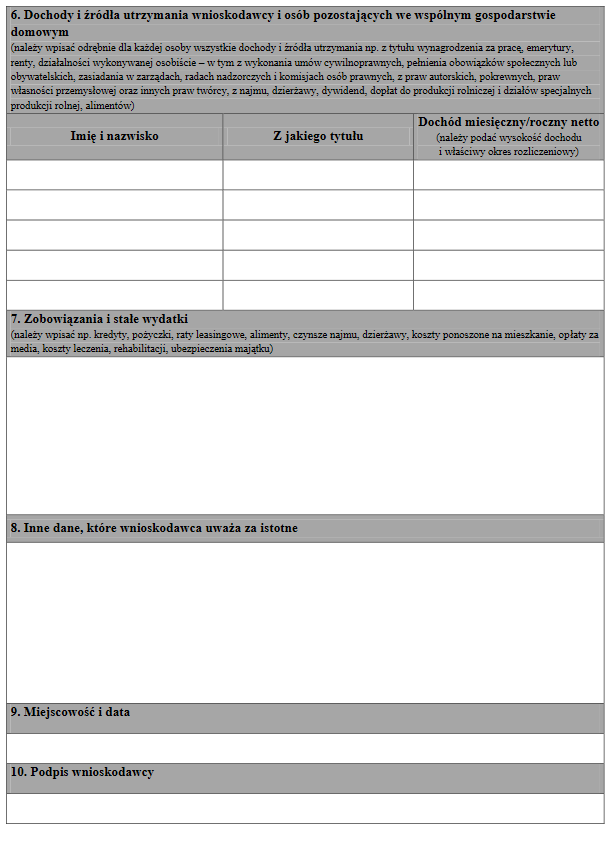 6. Dochody i źródła utrzymania wnioskodawcy i osób pozostających we wspólnym gospodarstwie
domowym
(należy wpisać odrębnie dla każdej osoby wszystkie dochody i źródła utrzymania np. z tytułu wynagrodzenia za pracę, emerytury,
renty, działalności wykonywanej osobiście – w tym z wykonania umów cywilnoprawnych, pełnienia obowiązków społecznych lub
obywatelskich, zasiadania w zarządach, radach nadzorczych i komisjach osób prawnych, z praw autorskich, pokrewnych, praw
własności przemysłowej oraz innych praw twórcy, z najmu, dzierżawy, dywidend, dopłat do produkcji rolniczej i działów specjalnych
produkcji rolnej, alimentów)
Imię i nazwisko
Z jakiego tytułu
Dochód miesięczny/roczny netto
(należy podać wysokość dochodu
i właściwy okres rozliczeniowy)
7. Zobowiązania i stałe wydatki
(należy wpisać np. kredyty, pożyczki, raty leasingowe, alimenty, czynsze najmu, dzierżawy, koszty ponoszone na mieszkanie, opłaty za
media, koszty leczenia, rehabilitacji, ubezpieczenia majątku)
8. Inne dane, które wnioskodawca uważa za istotne
9. Miejscowość i data
10. Podpis wnioskodawcy